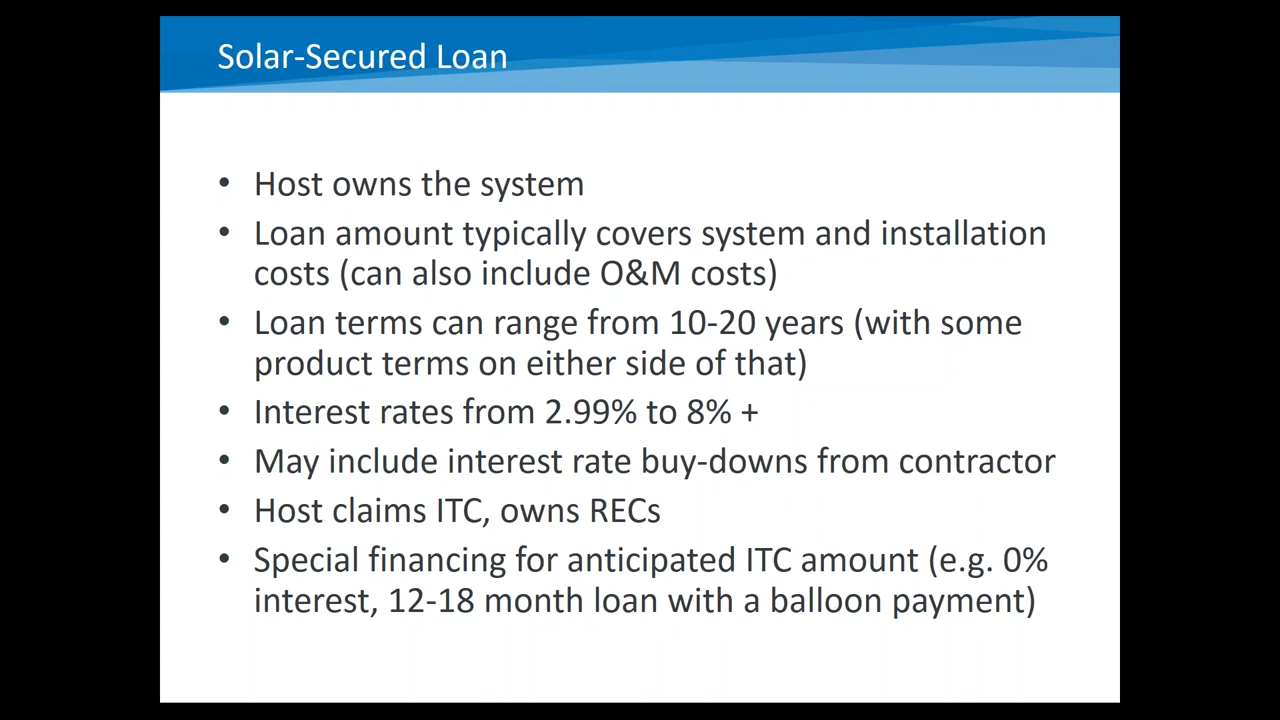 Solar-Secured Loan
• Host owns the system
• Loan amount typically covers system and installation
costs (can also include O&M costs)
• Loan terms can range from 10-20 years (with some
product terms on either side of that)
• Interest rates from 2.99% to 8% +
• May include interest rate buy-downs from contractor
• Host claims ITC, owns RECs
• Special financing for anticipated ITC amount (e.g. 0%
interest, 12-18 month loan with a balloon payment)